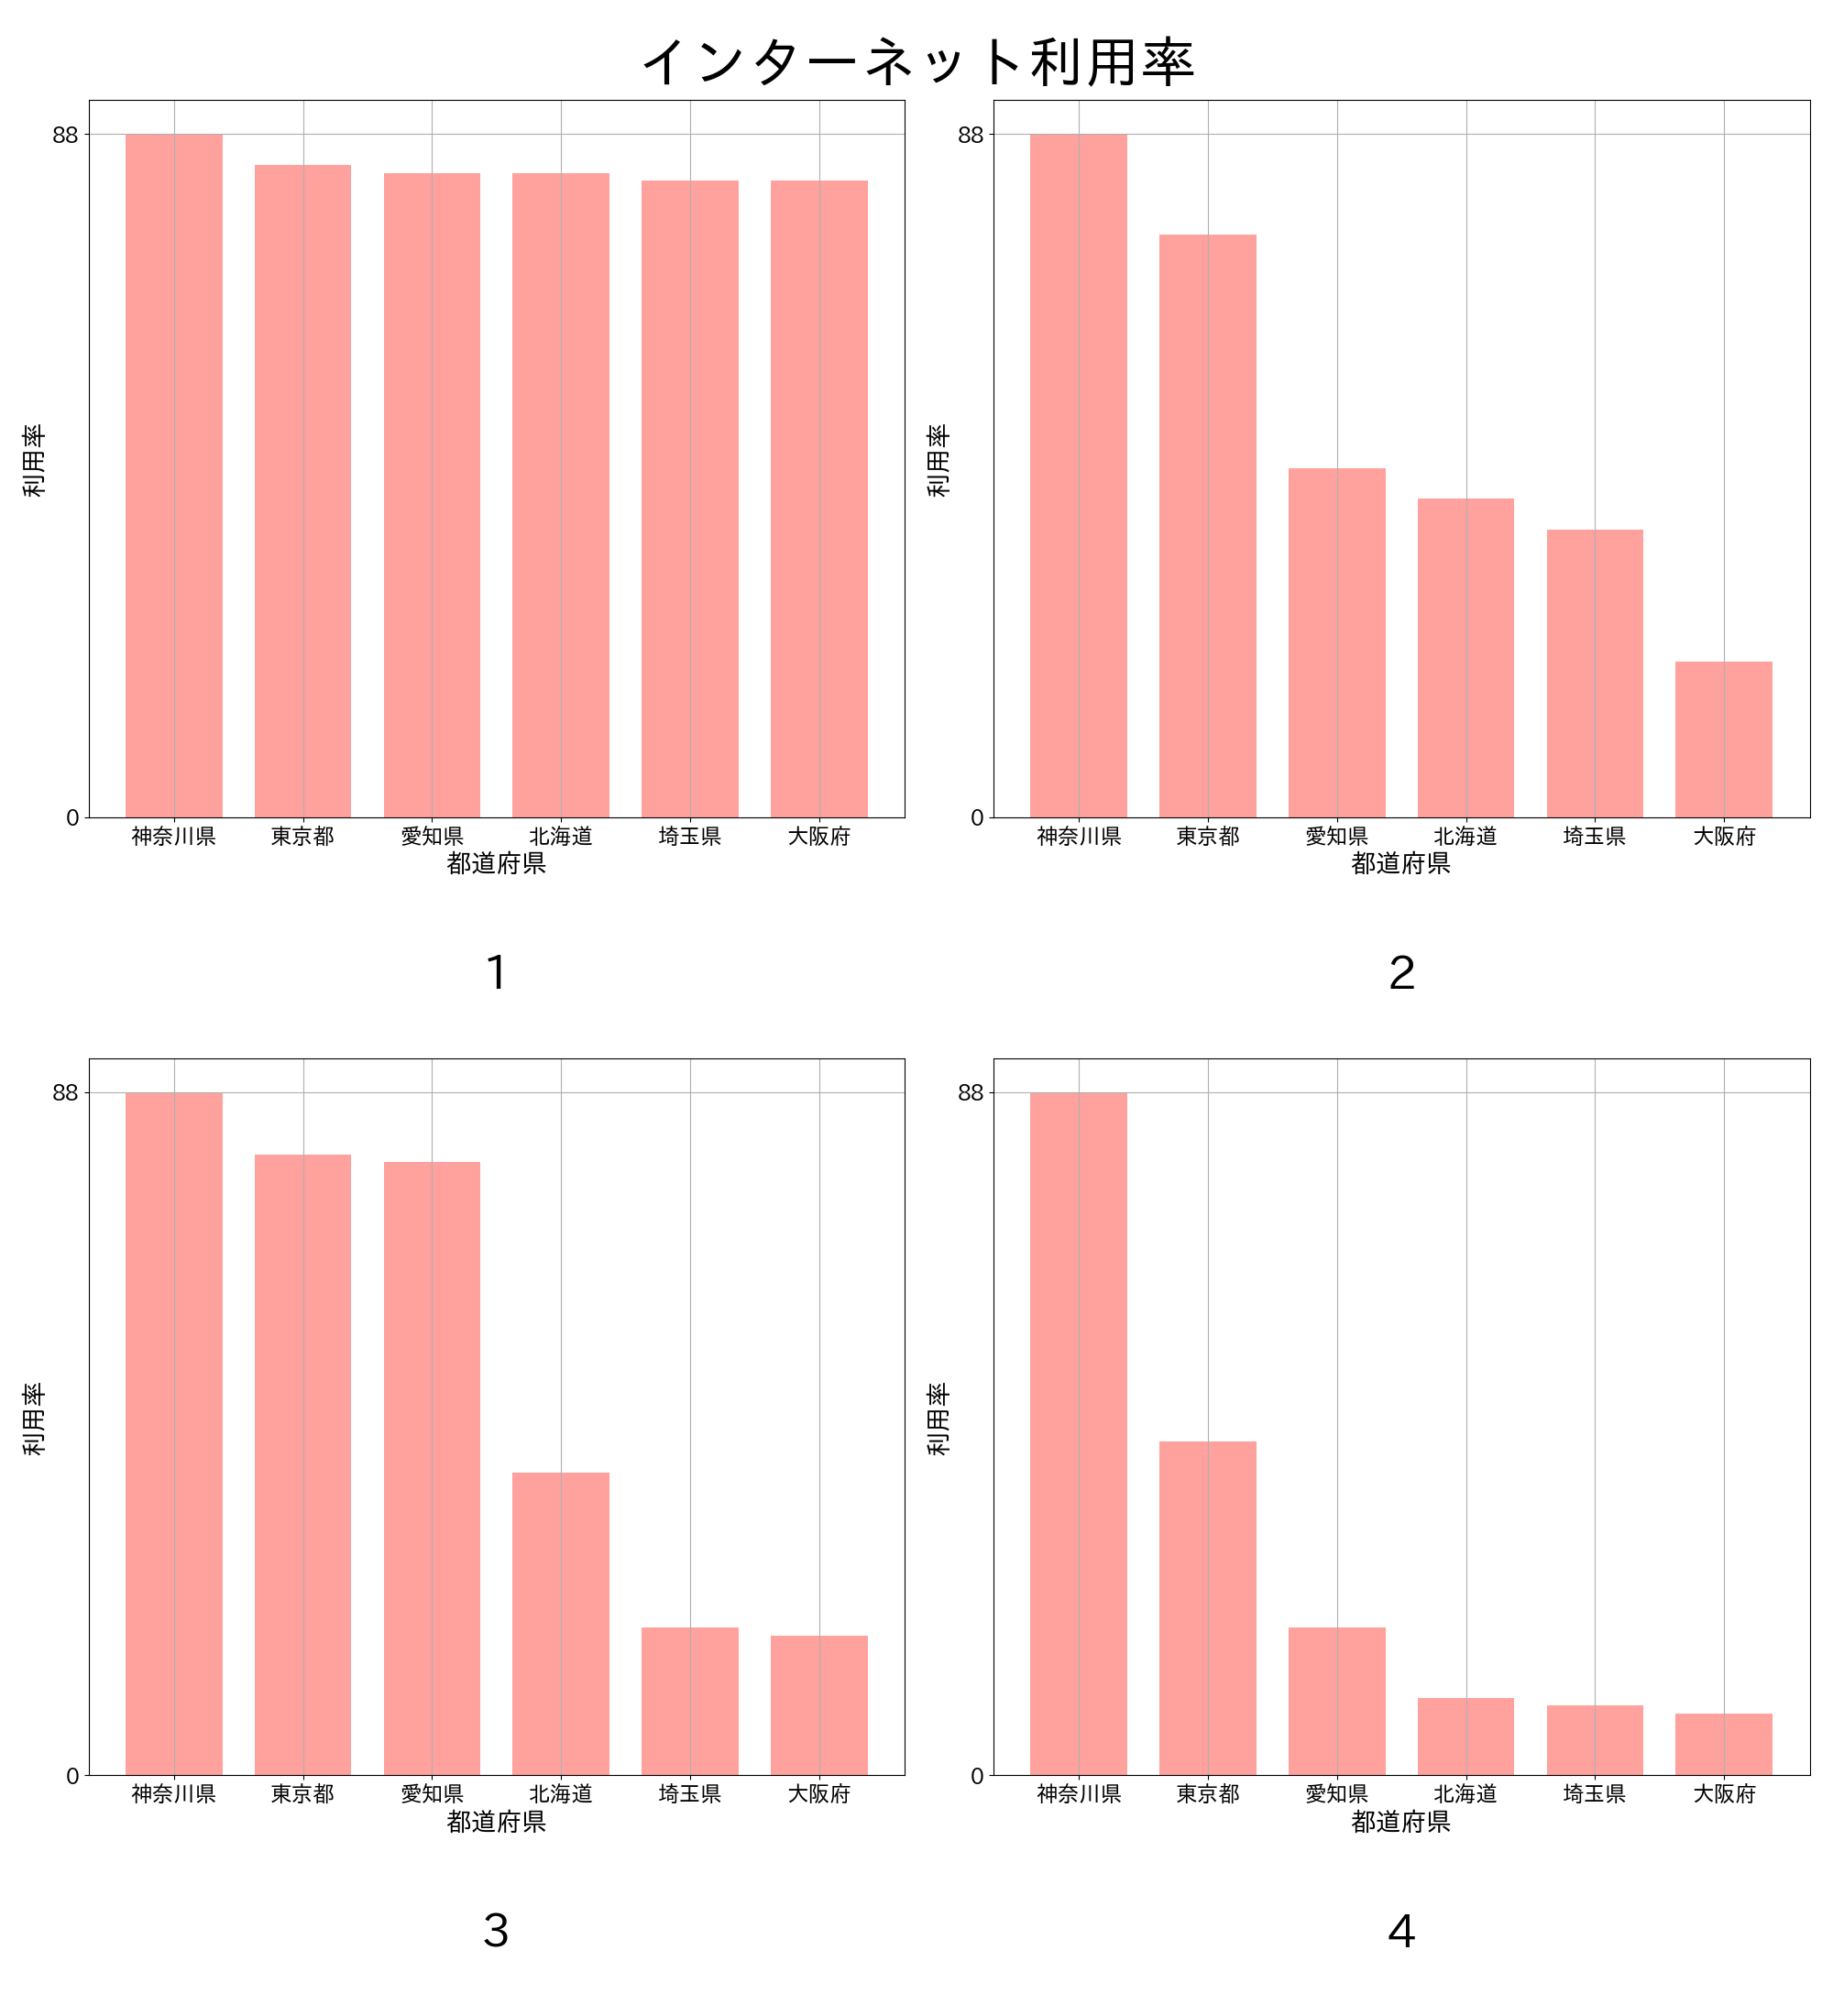 インターネット利用率
88
0
利用率
神奈川県 東京都 愛知県 北海道 埼玉県 大阪府
都道府県
1
88
0
利用率
神奈川県 東京都 愛知県 北海道 埼玉県 大阪府
都道府県
2
88
0
利用率
神奈川県 東京都 愛知県 北海道 埼玉県 大阪府
都道府県
3
88
0
利用率
神奈川県 東京都 愛知県 北海道 埼玉県 大阪府
都道府県
4